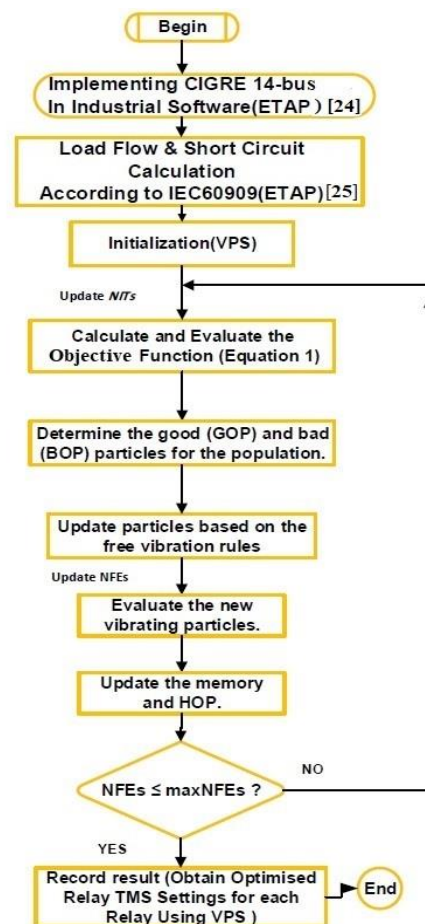 Begin
Implementing CIGRE 14-bus
In Industrial Software(ETAP ) [24]
Load Flow & Short Circuit
Calculation
According to IEC60909(ETAP)[25]
Initialization(VPS)
Update NITs
Calculate and Evaluate the
Objective Function (Equation 1)
Determine the good (GOP) and bad
(BOP) particles for the population.
Update particles based on the
free vibration rules
Update NFEs
Evaluate the new
vibrating particles.
Update the memory
and HOP.
NFEs ≤ maxNFEs ?
NO
YES
Record result (Obtain Optimised
Relay TMS Settings for each
Relay Using VPS )
End